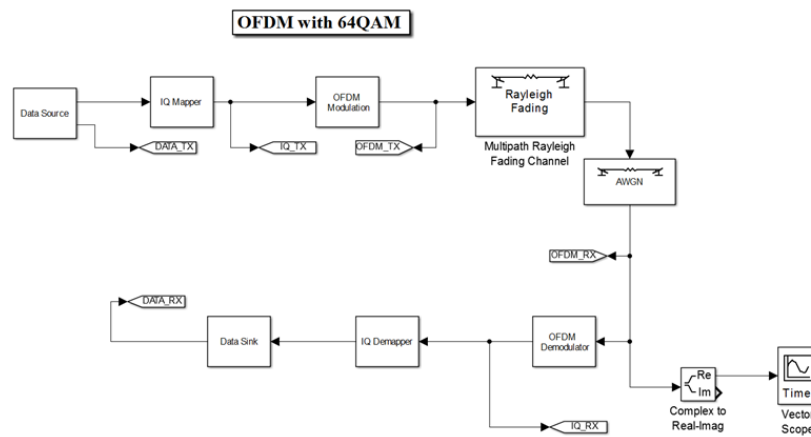 OFDM with 64QAM
Data Source
IQ Mapper
OFDM
Modulation
Rayleigh
Fading
Multipath Rayleigh
Fading Channel
DATA_TX
IQ_TX
OFDM_TX
AWGN
OFDM_RX
DATA_RX
Data Sink
IQ Demapper
OFDM
Demodulator
Re
Im
Complex to
Real-Imag
Time
Vector
Scope
IQ_RX